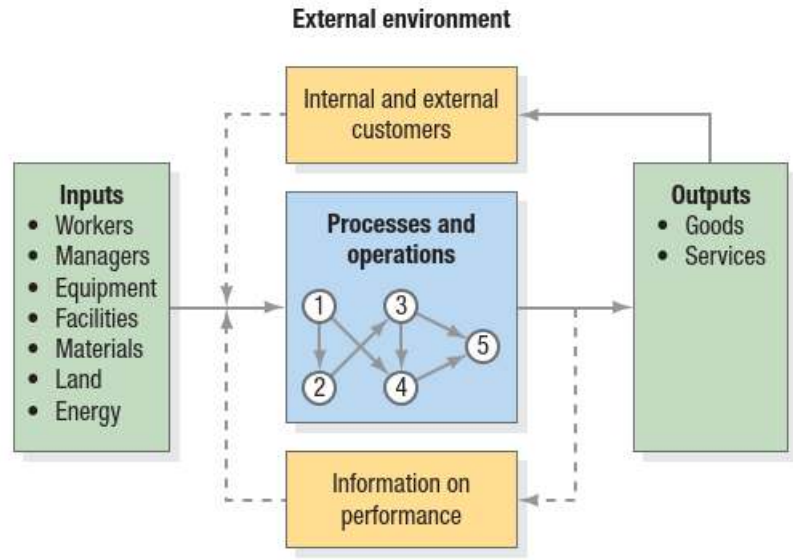 External environment
Internal and external
customers
Inputs
• Workers
• Managers
• Equipment
• Facilities
• Materials
• Land
• Energy
Processes and
operations
1
3
5
2
4
Outputs
• Goods
• Services
Information on
performance